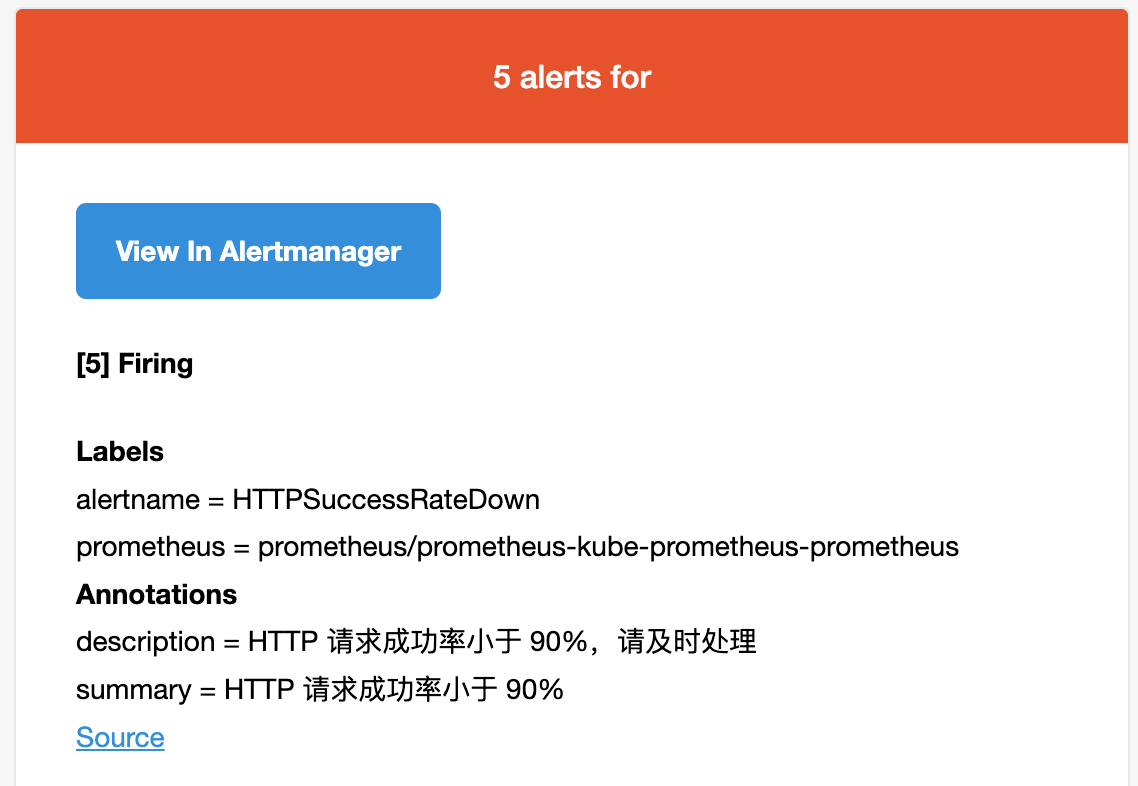 5 alerts for
View In Alertmanager
[5] Firing
Labels
alertname = HTTPSuccessRateDown
prometheus = prometheus/prometheus-kube-prometheus-prometheus
Annotations
description = HTTP 请求成功率小于 90%，请及时处理
summary = HTTP 请求成功率小于 90%
Source